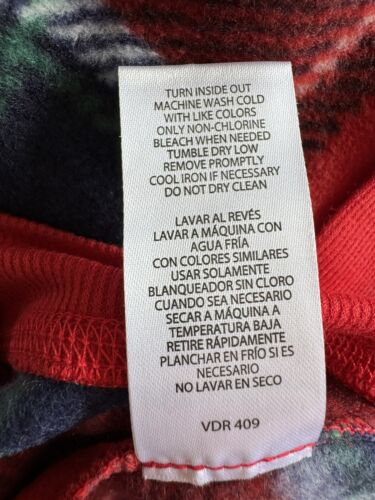 TURN INSIDE OUT
MACHINE WASH COLD
WITH LIKE COLORS
ONLY NON-CHLORINE
BLEACH WHEN NEEDED
TUMBLE DRY LOW
REMOVE PROMPTLY
COOL IRON IF NECESSARY
DO NOT DRY CLEAN
LAVAR AL REVÉS
LAVAR A MÁQUINA CON
AGUA FRÍA
CON COLORES SIMILARES
USAR SOLAMENTE
BLANQUEADOR SIN CLORO
CUANDO SEA NECESARIO
SECAR A MÁQUINA A
TEMPERATURA BAJA
RETIRE RÁPIDAMENTE
PLANCHAR EN FRÍO SI ES
NECESARIO
NO LAVAR EN SECO
VDR 409